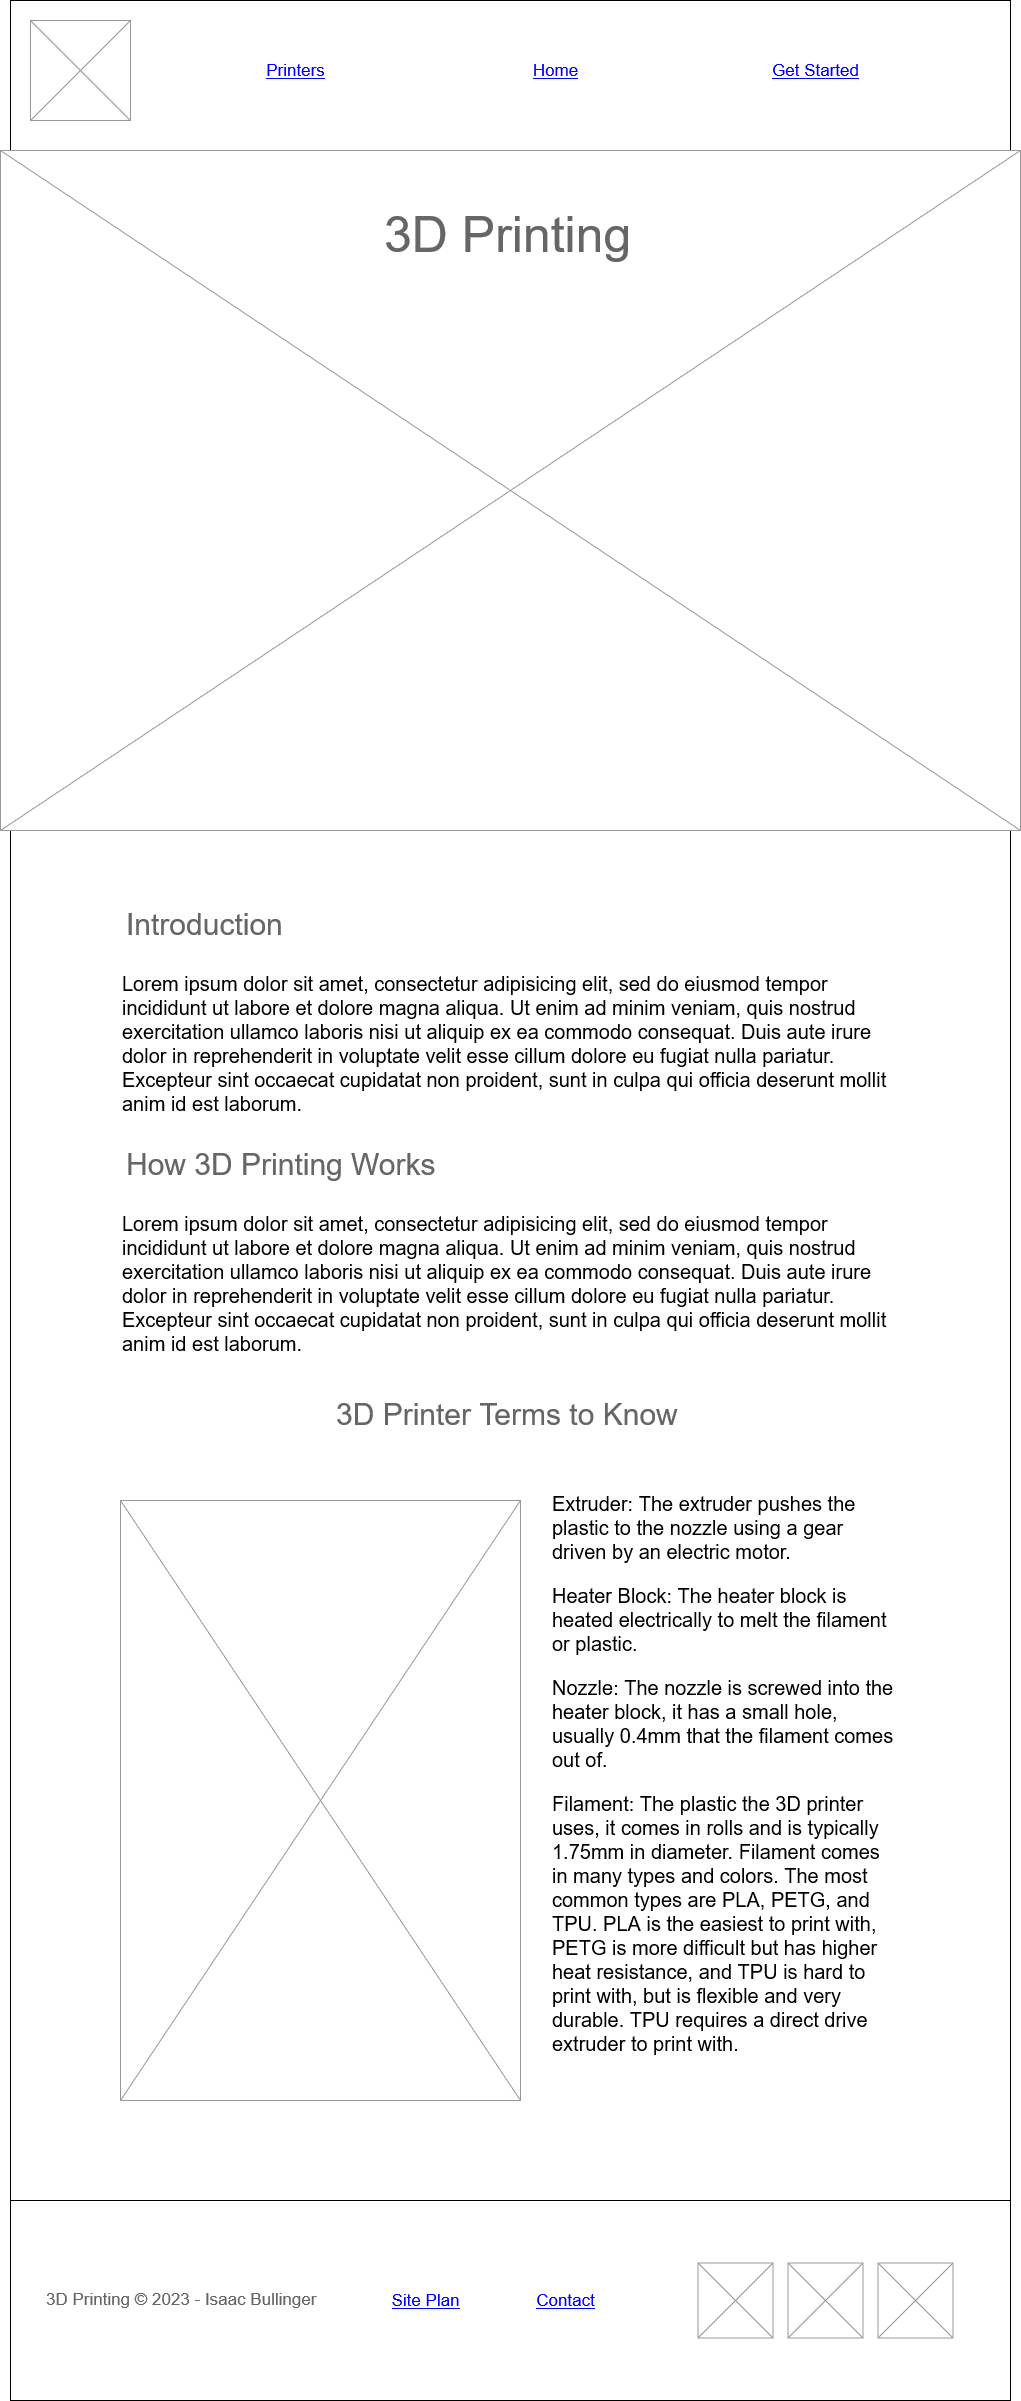 Printers Home Get Started
3D Printing
Introduction
Lorem ipsum dolor sit amet, consectetur adipisicing elit, sed do eiusmod tempor
incididunt ut labore et dolore magna aliqua. Ut enim ad minim veniam, quis nostrud
exercitation ullamco laboris nisi ut aliquip ex ea commodo consequat. Duis aute irure
dolor in reprehenderit in voluptate velit esse cillum dolore eu fugiat nulla pariatur.
Excepteur sint occaecat cupidatat non proident, sunt in culpa qui officia deserunt mollit
anim id est laborum.
How 3D Printing Works
Lorem ipsum dolor sit amet, consectetur adipisicing elit, sed do eiusmod tempor
incididunt ut labore et dolore magna aliqua. Ut enim ad minim veniam, quis nostrud
exercitation ullamco laboris nisi ut aliquip ex ea commodo consequat. Duis aute irure
dolor in reprehenderit in voluptate velit esse cillum dolore eu fugiat nulla pariatur.
Excepteur sint occaecat cupidatat non proident, sunt in culpa qui officia deserunt mollit
anim id est laborum.
3D Printer Terms to Know
Extruder: The extruder pushes the
plastic to the nozzle using a gear
driven by an electric motor.
Heater Block: The heater block is
heated electrically to melt the filament
or plastic.
Nozzle: The nozzle is screwed into the
heater block, it has a small hole,
usually 0.4mm that the filament comes
out of.
Filament: The plastic the 3D printer
uses, it comes in rolls and is typically
1.75mm in diameter. Filament comes
in many types and colors. The most
common types are PLA, PETG, and
TPU. PLA is the easiest to print with,
PETG is more difficult but has higher
heat resistance, and TPU is hard to
print with, but is flexible and very
durable. TPU requires a direct drive
extruder to print with.
3D Printing © 2023 - Isaac Bullinger Site Plan Contact